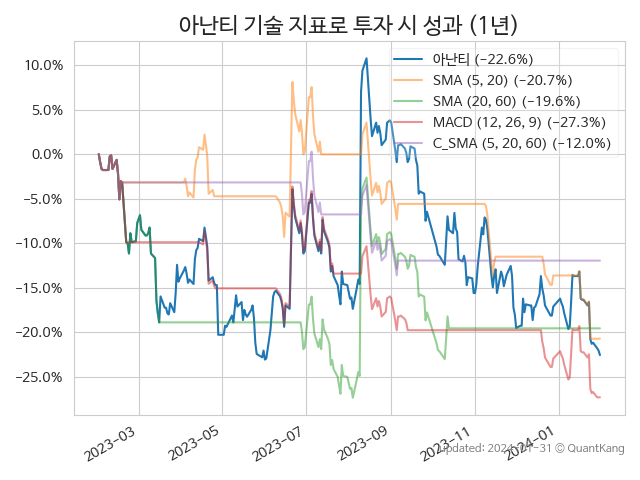 아난티 기술 지표로 투자 시 성과 (1년)
아난티 (−22.6%)
SMA (5, 20) (−20.7%)
SMA (20, 60) (−19.6%)
MACD (12, 26, 9) (−27.3%)
C_SMA (5, 20, 60) (−12.0%)
10.0%
5.0%
0.0%
−5.0%
−10.0%
−15.0%
−20.0%
−25.0%
2023-03
2023-05
2023-07
2023-09
2023-11
2024-01
updated: 2024-01-31 © QuantKang